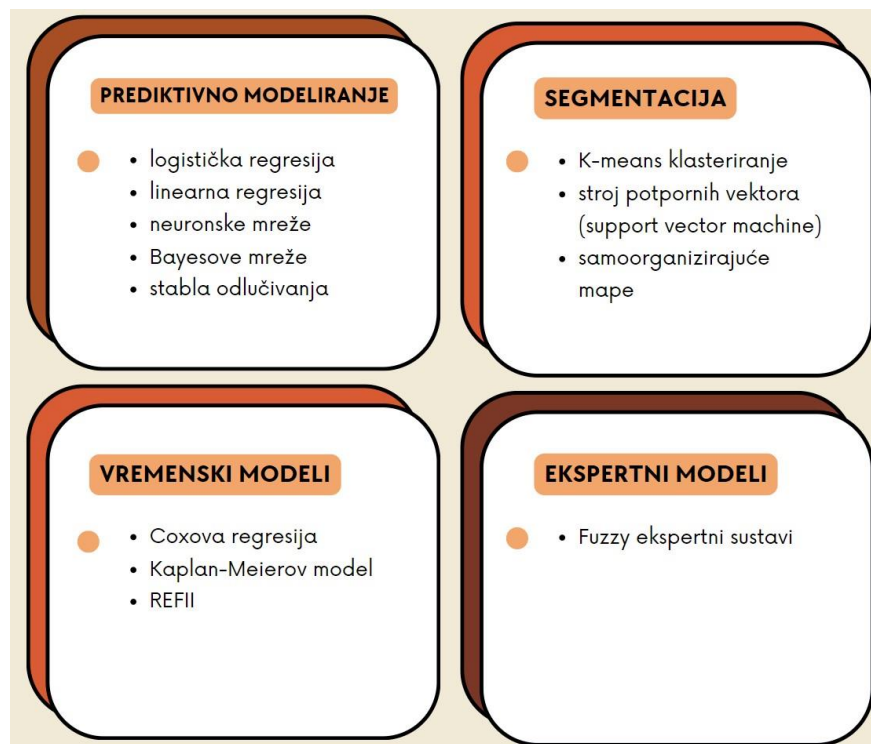 PREDIKTIVNO MODELIRANJE
• logistička regresija
• linearna regresija
• neuronske mreže
• Bayesove mreže
• stabla odlučivanja
SEGMENTACIJA
• K-means klasteriranje
• stroj potpornih vektora
(support vector machine)
• samoorganizirajuće
mape
VREMENSKI MODELI
• Coxova regresija
• Kaplan-Meierov model
• REFII
EKSPERTNI MODELI
• Fuzzy ekspertni sustavi